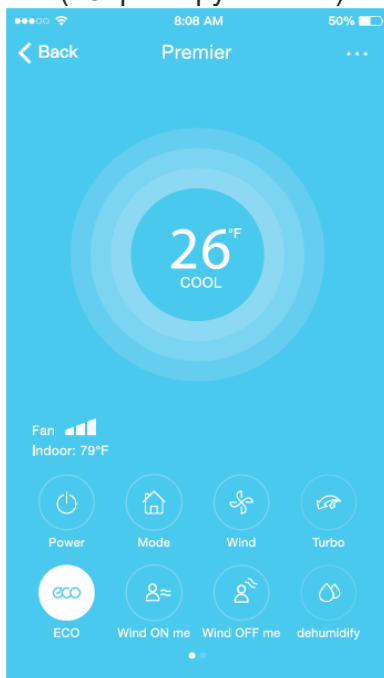 8:08 AM 50%
Back Premier ...
26°F
COOL
Fan
Indoor: 79°F
Power Mode Wind Turbo
eco
ECO Wind ON me Wind OFF me dehumidify